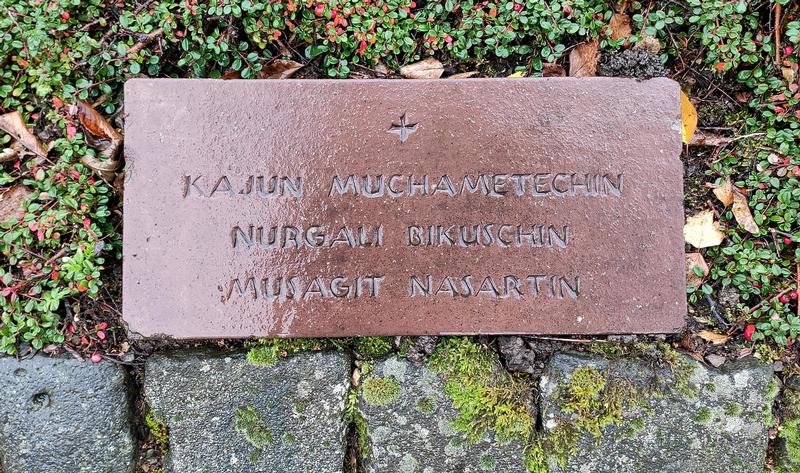 KAJUN MUCHAMETECHIN
NURGALI BIKUSCHIN
MUSAGIT NASARTIN